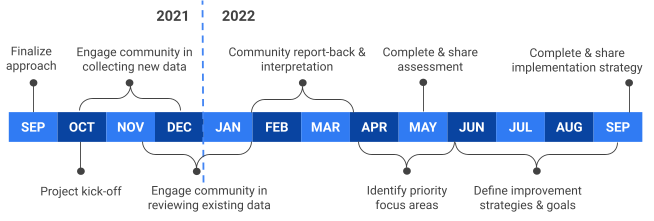 2021 2022
Finalize
approach
Engage community in
collecting new data
Community report-back &
interpretation
Complete & share
assessment
Complete & share
implementation strategy
SEP OCT NOV DEC JAN FEB MAR APR MAY JUN JUL AUG SEP
Project kick-off
Engage community in
reviewing existing data
Identify priority
focus areas
Define improvement
strategies & goals